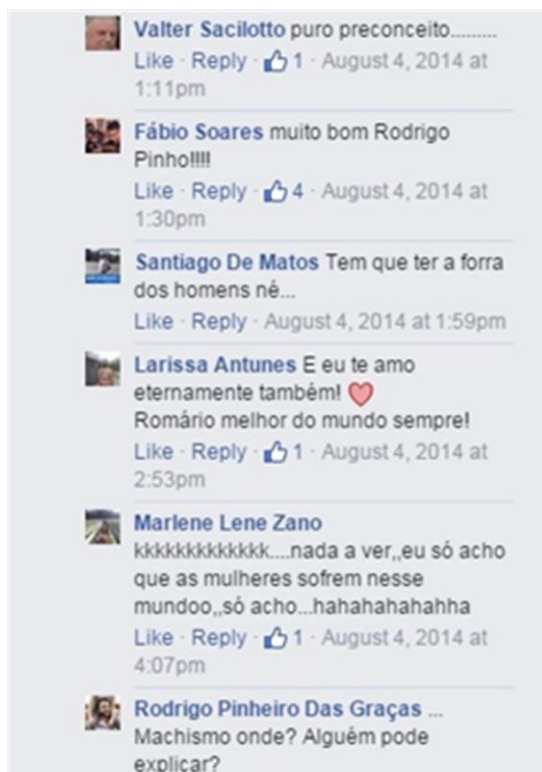 Valter Sacilotto puro preconceito.........
Like · Reply · 1 · August 4, 2014 at
1:11pm
Fábio Soares muito bom Rodrigo
Pinho!!!!
Like · Reply · 4 · August 4, 2014 at
1:30pm
Santiago De Matos Tem que ter a forra
dos homens né...
Like · Reply · August 4, 2014 at 1:59pm
Larissa Antunes E eu te amo
eternamente também!
Romário melhor do mundo sempre!
Like · Reply · 1 · August 4, 2014 at
2:53pm
Marlene Lene Zano
kkkkkkkkkkkkk....nada a ver,,eu só acho
que as mulheres sofrem nesse
mundoo,,só acho...hahahahahahha
Like · Reply · 1 · August 4, 2014 at
4:07pm
Rodrigo Pinheiro Das Graças ...
Machismo onde? Alguém pode
explicar?